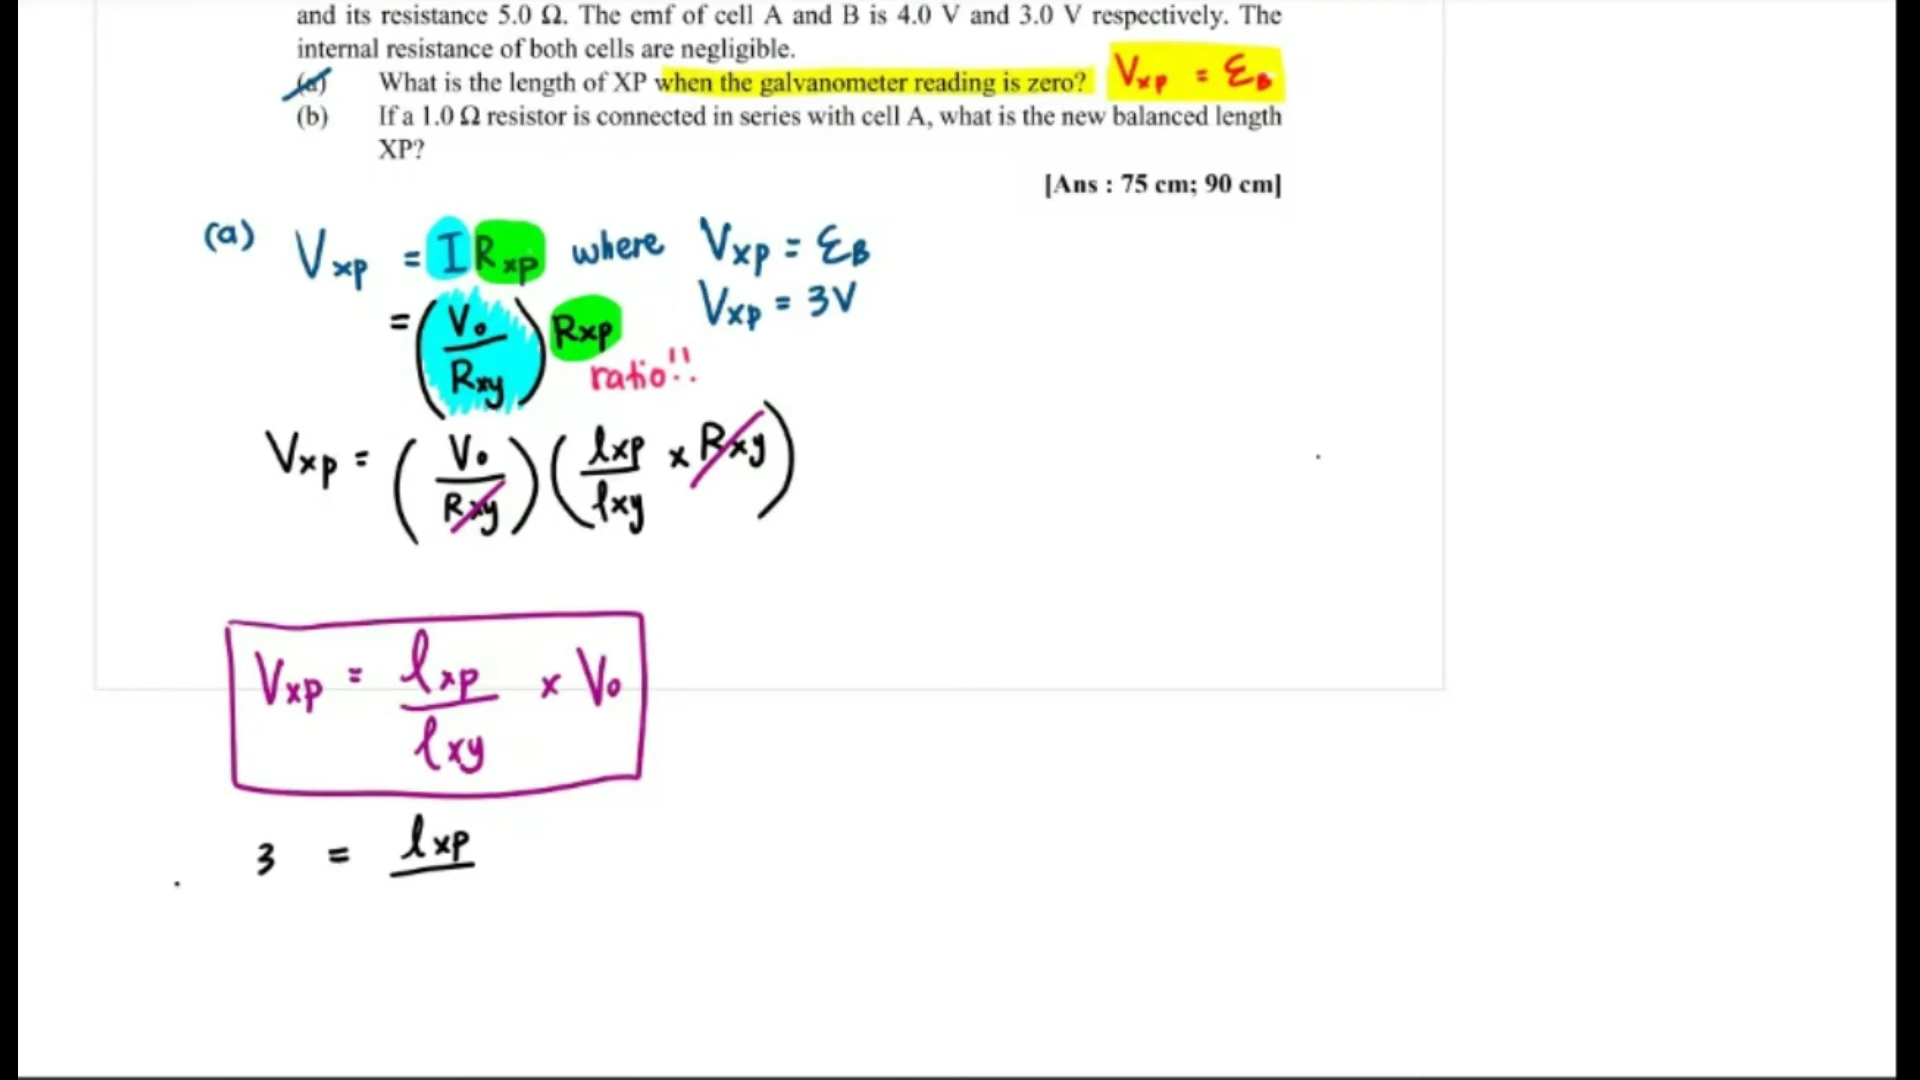 and its resistance 5.0 Ω. The emf of cell A and B is 4.0 V and 3.0 V respectively. The
internal resistance of both cells are negligible.
(a) What is the length of XP when the galvanometer reading is zero? Vxp = εB
(b) If a 1.0 Ω resistor is connected in series with cell A, what is the new balanced length
XP?
[Ans : 75 cm; 90 cm]
(a) Vxp = I Rxp where Vxp = εB
Vxp = 3V
= (V₀ / Rxy) Rxp
ratio!!
Vxp = (V₀ / Rxy) (lxp / lxy × Rxy)
Vxp = lxp / lxy × V₀
3 = lxp